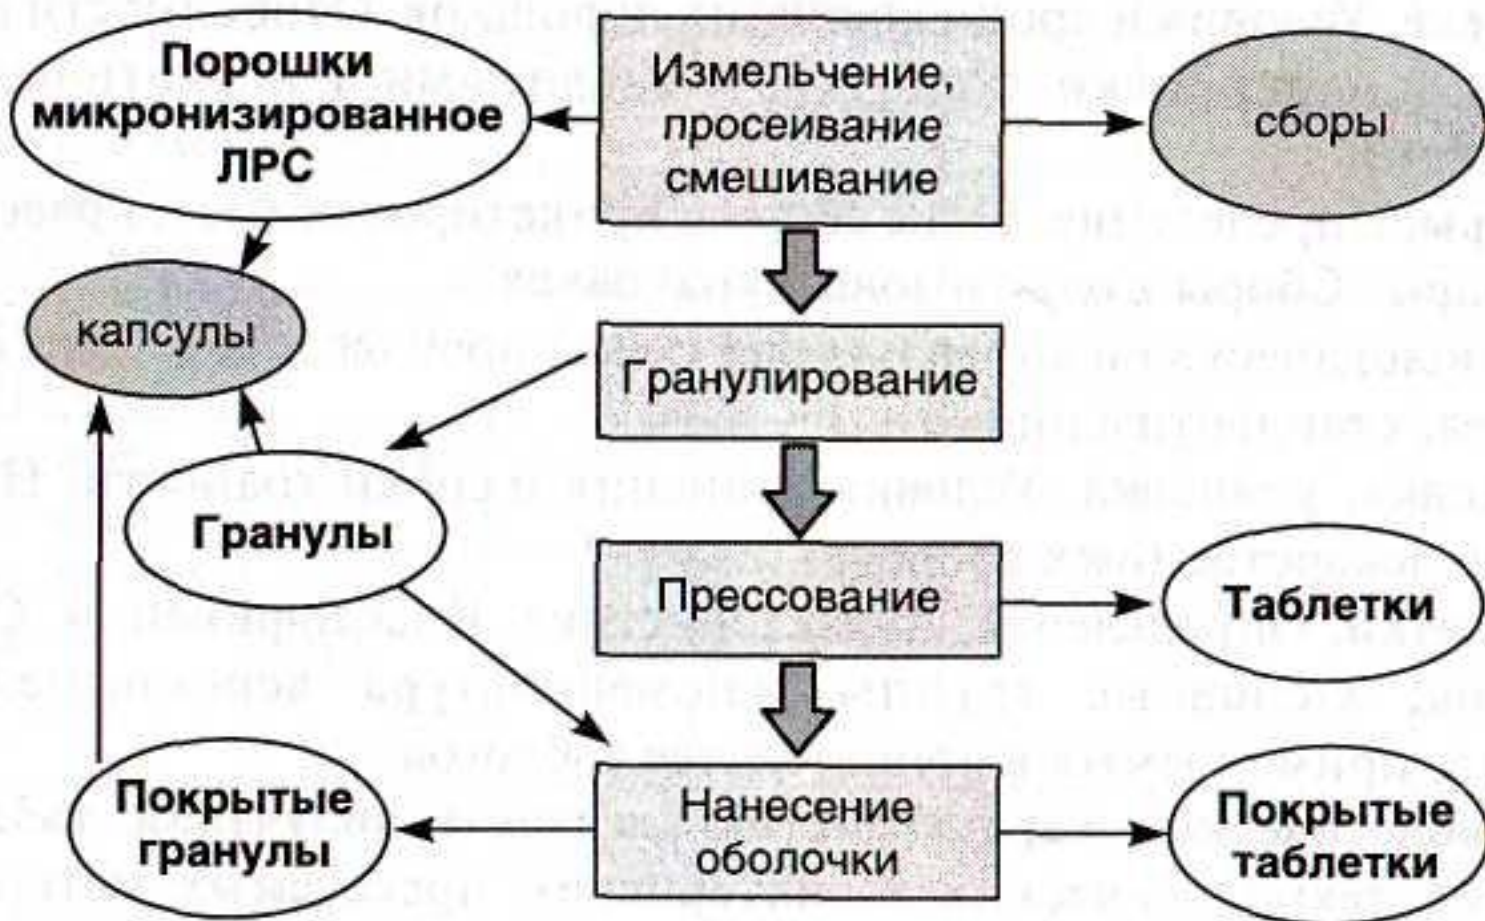 Порошки
микронизированное
ЛРС
Измельчение,
просеивание
смешивание
сборы
капсулы
Гранулирование
Гранулы
Прессование
Таблетки
Покрытые
гранулы
Нанесение
оболочки
Покрытые
таблетки